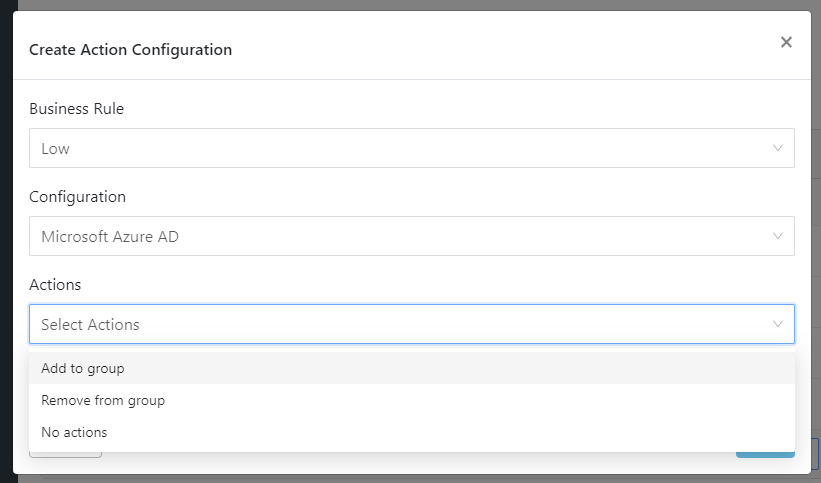 Create Action Configuration
Business Rule
Low
Configuration
Microsoft Azure AD
Actions
Select Actions
Add to group
Remove from group
No actions